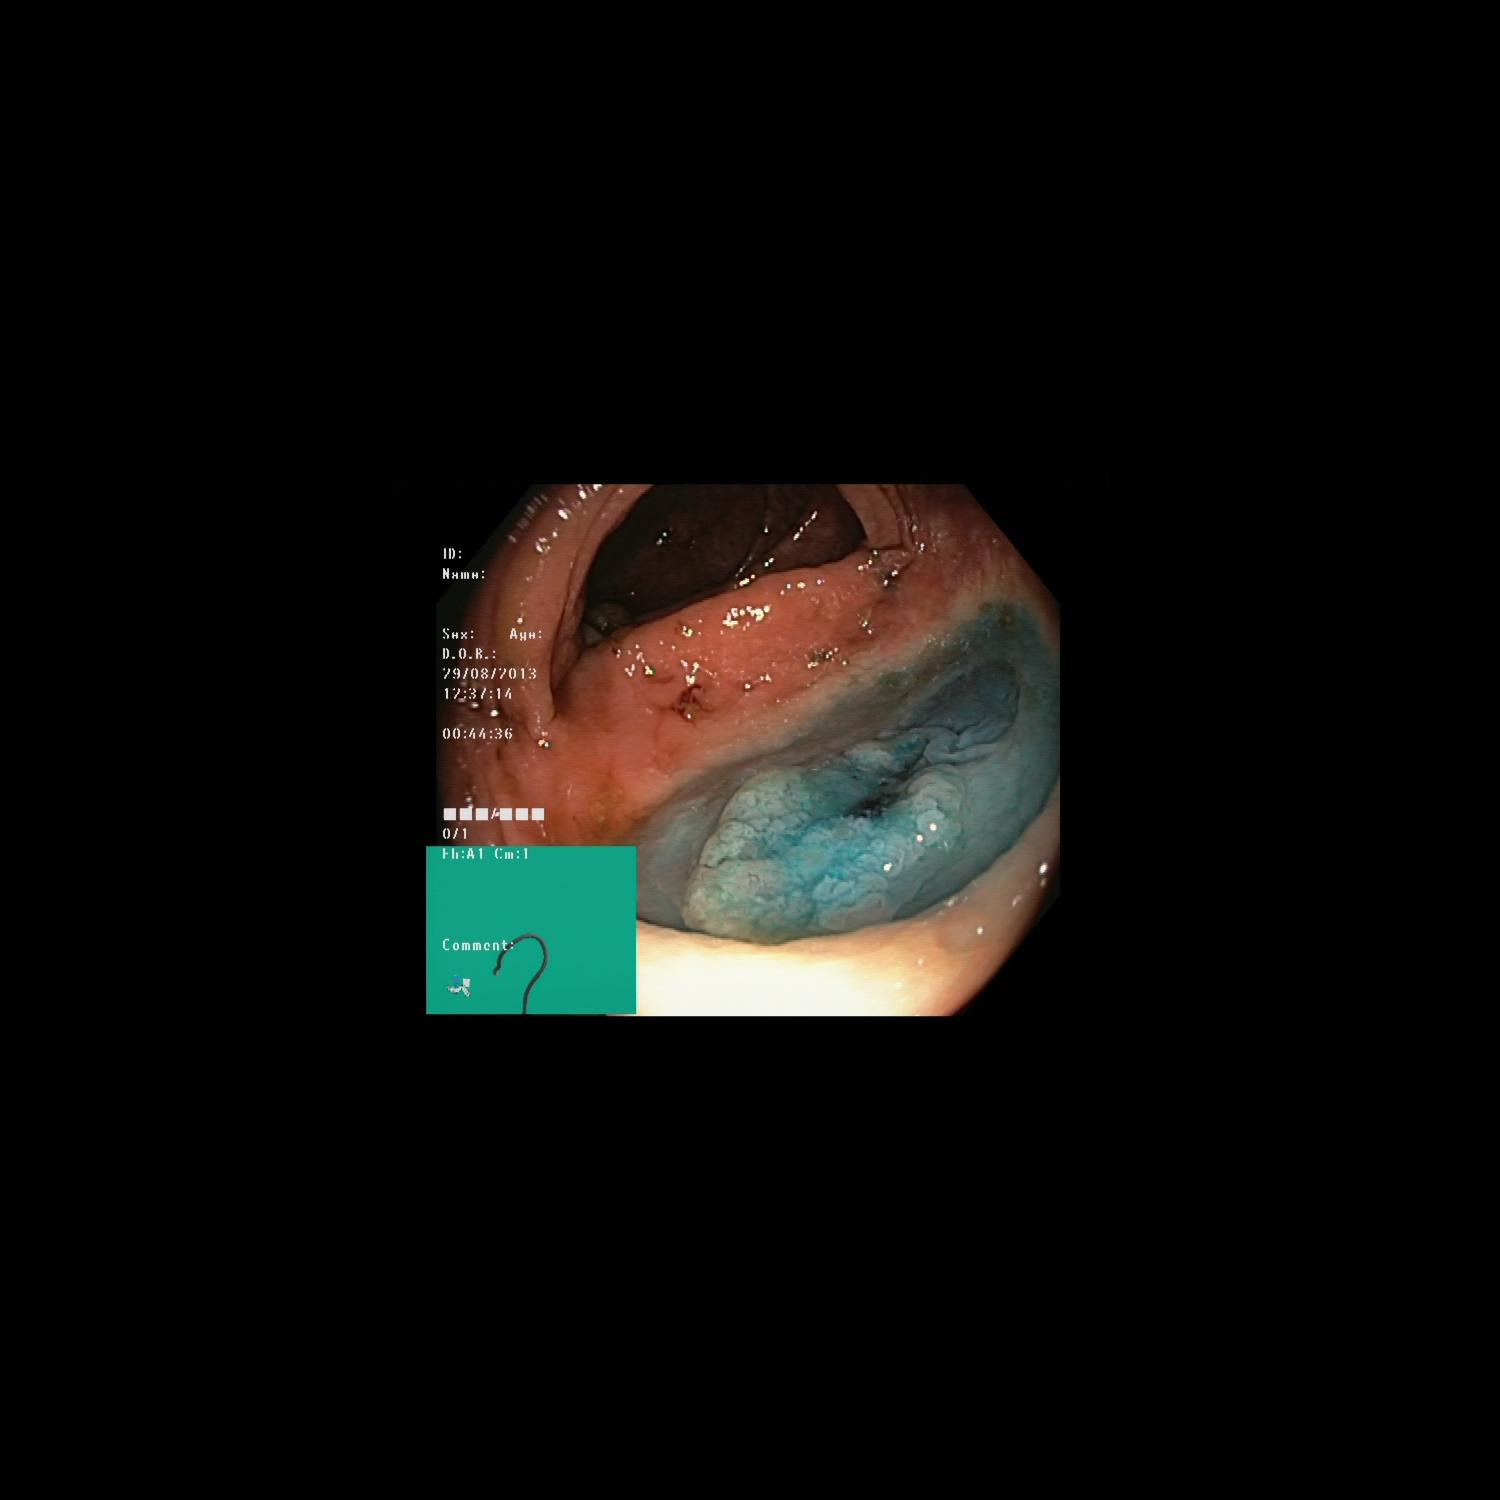 ID:
Name:
Sex: Age:
D.O.B.:
29/08/2013
12:37:14
00:44:36
■■■/■■■
0/1
Eh:A1 Cm:1
Comment: